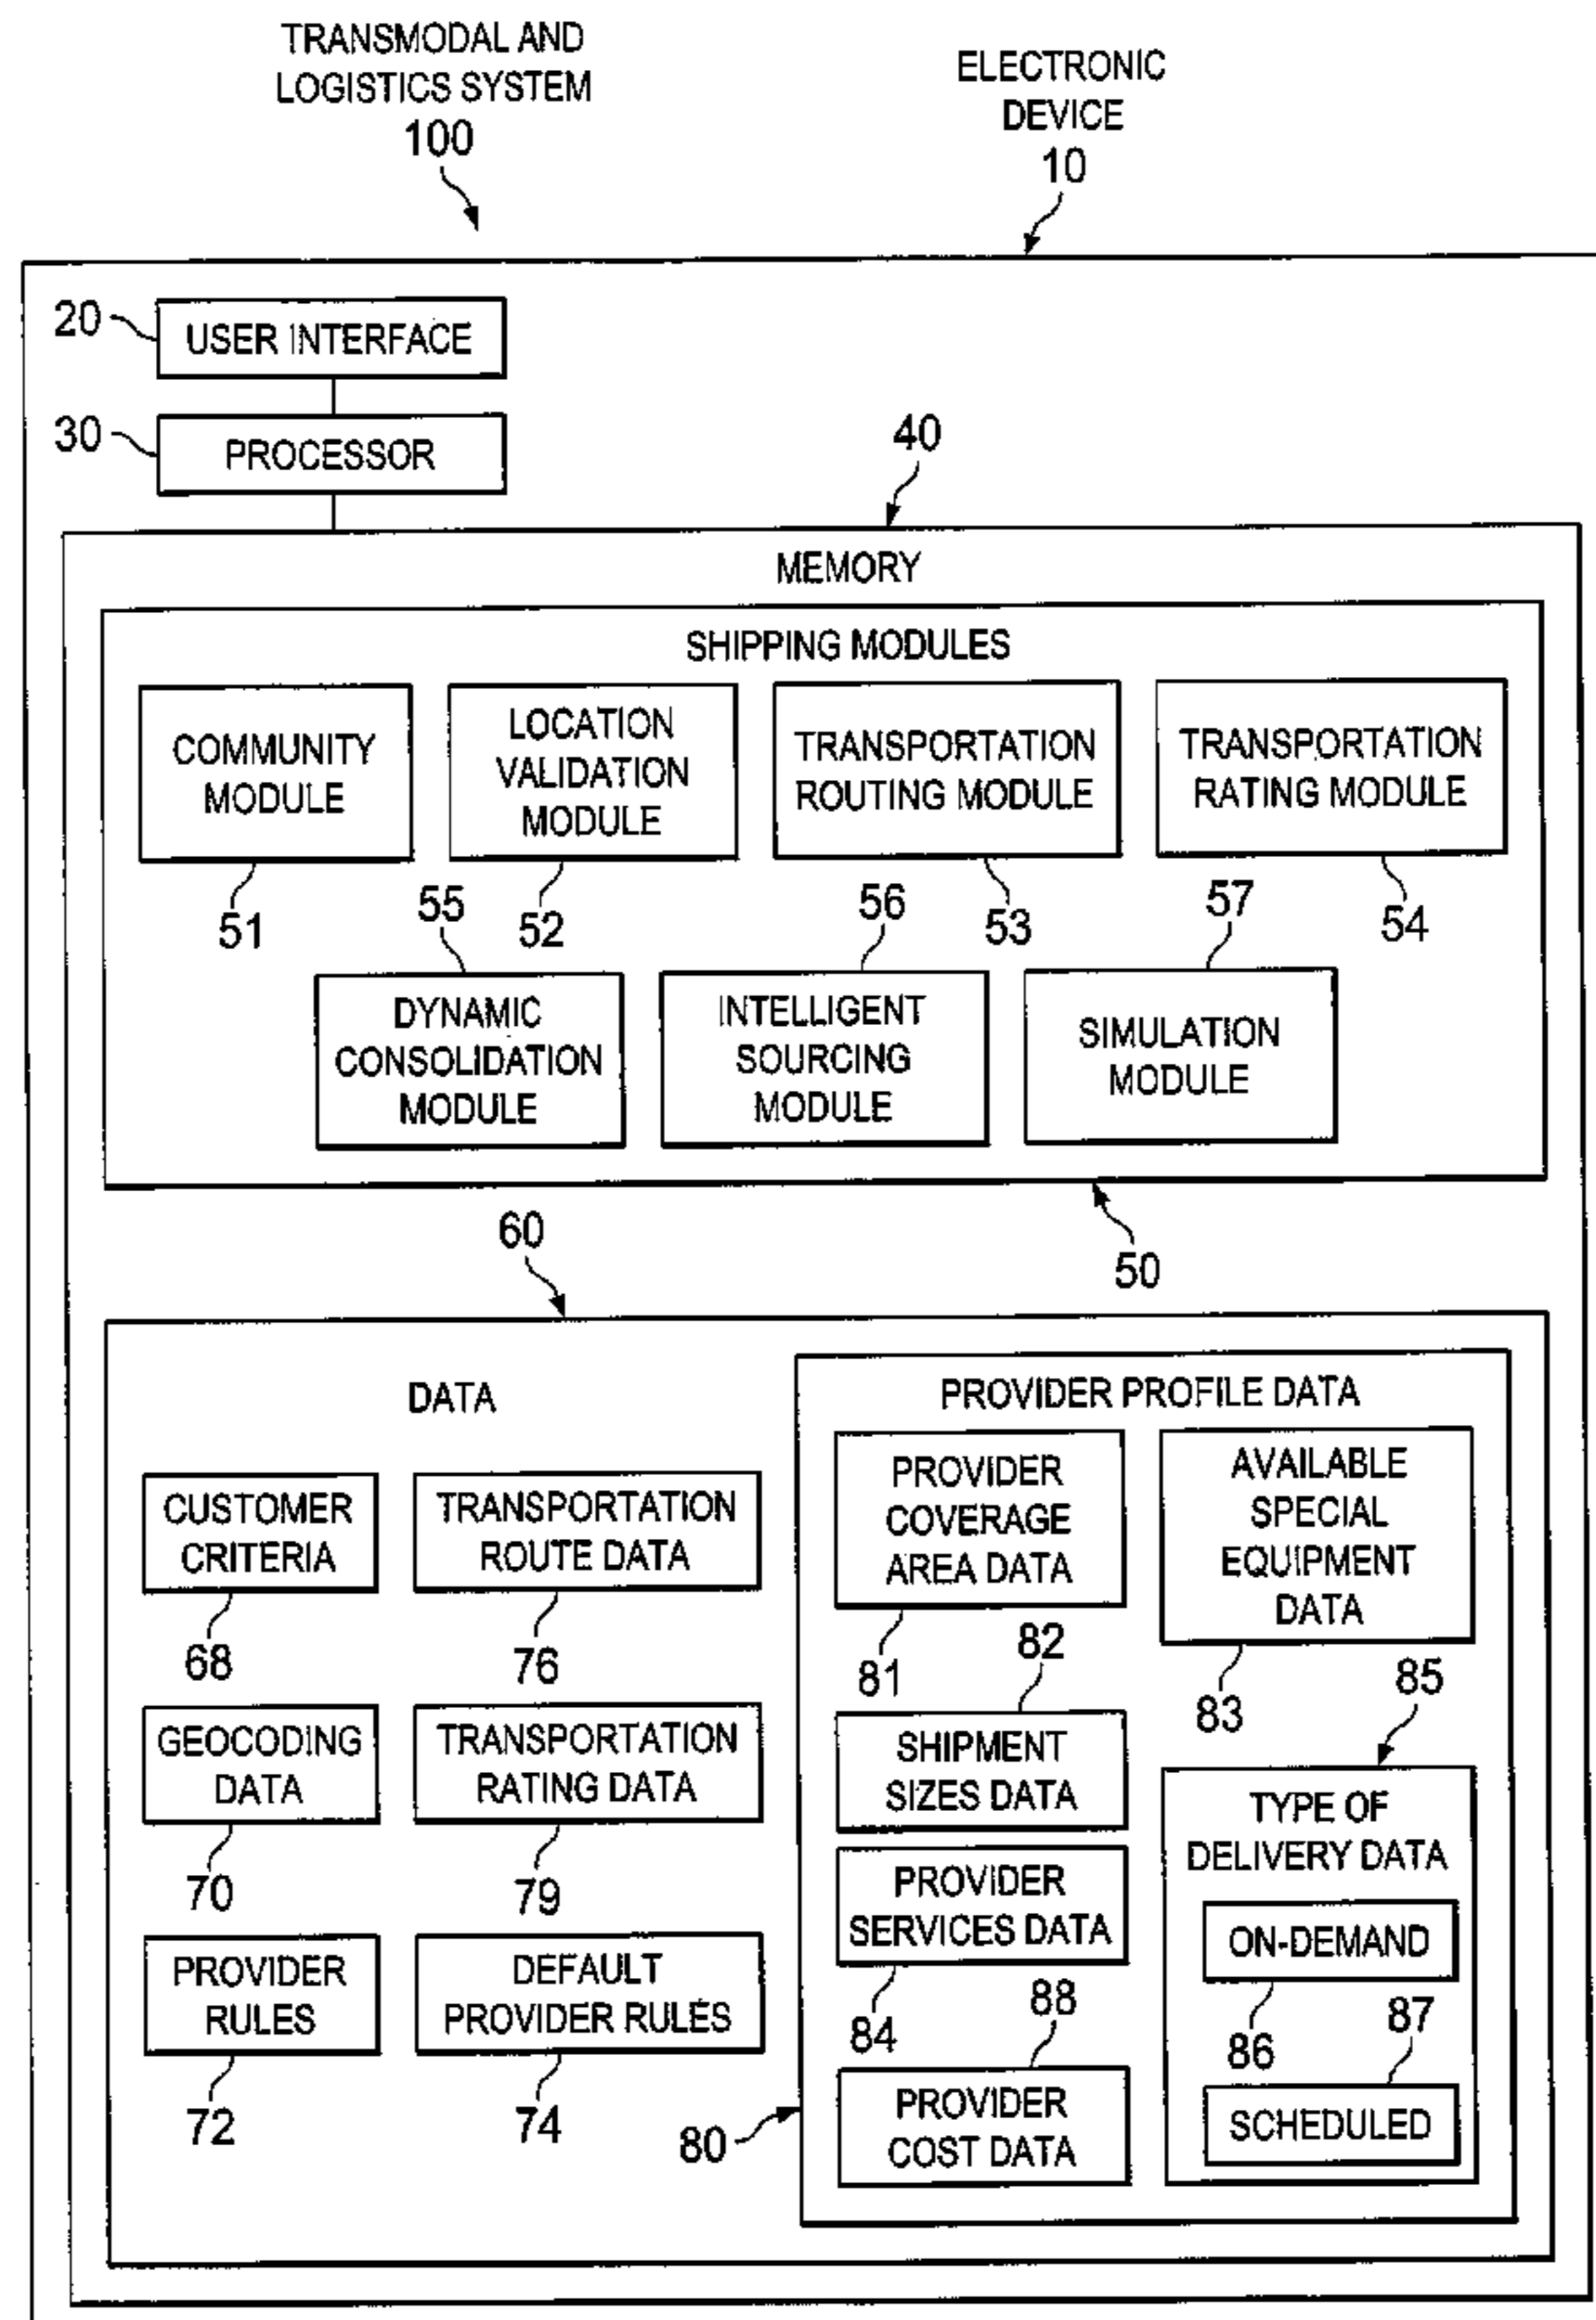 TRANSMODAL AND
LOGISTICS SYSTEM
100
ELECTRONIC
DEVICE
10
20
USER INTERFACE
30
PROCESSOR
40
MEMORY
SHIPPING MODULES
COMMUNITY
MODULE
51
LOCATION
VALIDATION
MODULE
52
TRANSPORTATION
ROUTING MODULE
53
TRANSPORTATION
RATING MODULE
54
55
DYNAMIC
CONSOLIDATION
MODULE
56
INTELLIGENT
SOURCING
MODULE
57
SIMULATION
MODULE
50
60
DATA
CUSTOMER
CRITERIA
68
TRANSPORTATION
ROUTE DATA
76
GEOCODING
DATA
70
TRANSPORTATION
RATING DATA
79
PROVIDER
RULES
72
DEFAULT
PROVIDER RULES
74
80
PROVIDER PROFILE DATA
PROVIDER
COVERAGE
AREA DATA
81
AVAILABLE
SPECIAL
EQUIPMENT
DATA
83
82
SHIPMENT
SIZES DATA
PROVIDER
SERVICES DATA
84
88
PROVIDER
COST DATA
85
TYPE OF
DELIVERY DATA
ON-DEMAND
86
87
SCHEDULED